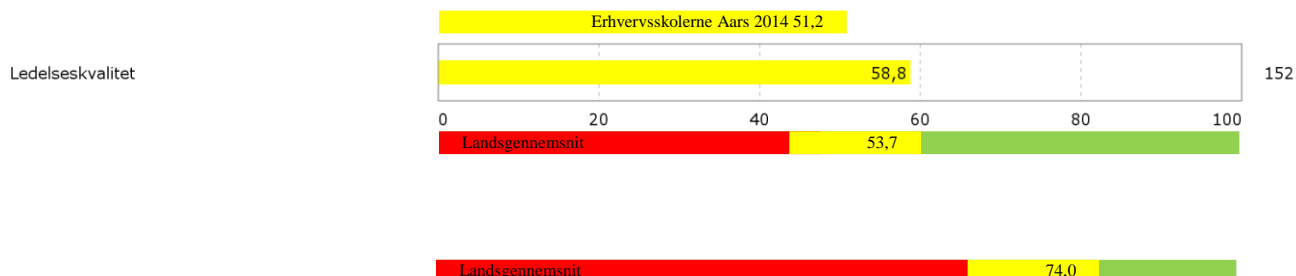 Erhvervsskolerne Aars 2014 51,2
Ledelseskvalitet 58,8 152
0 20 40 60 80 100
Landsgennemsnit 53,7
Landsgennemsnit 74,0